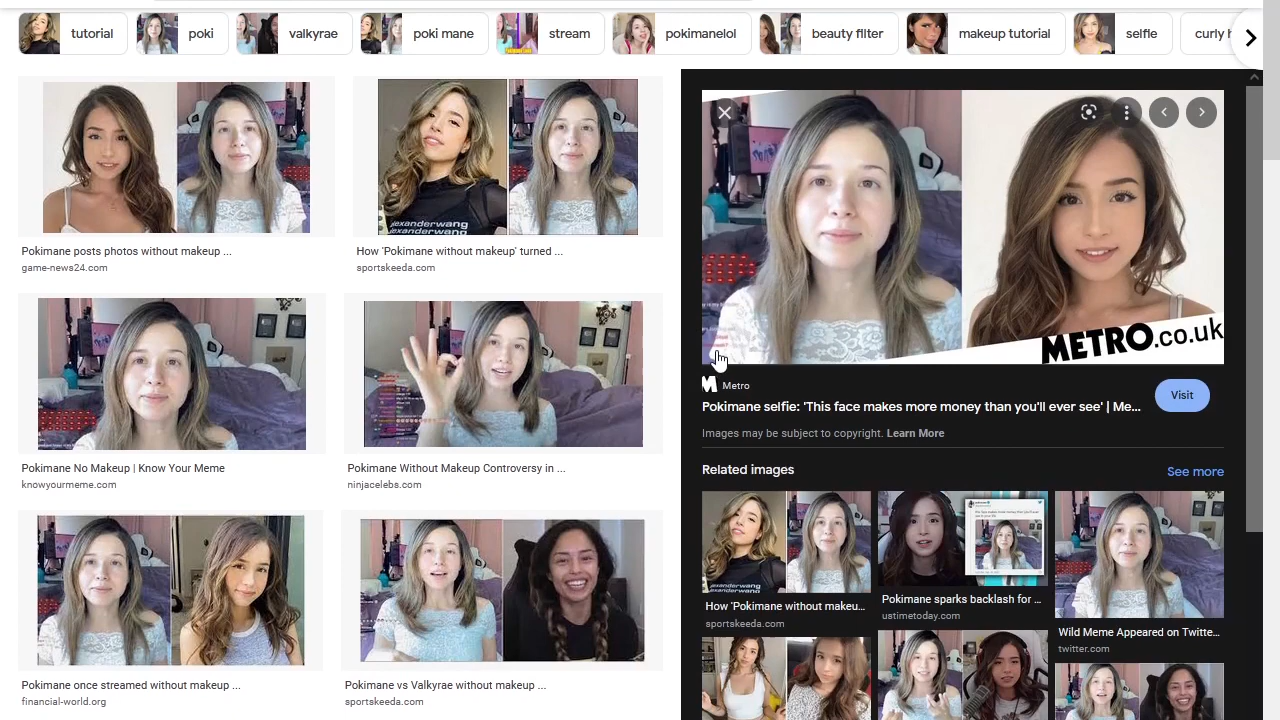 tutorial
poki
valkyrae
poki mane
stream
pokimanelol
beauty filter
makeup tutorial
selfie
curly h
Pokimane posts photos without makeup ...
game-news24.com
How 'Pokimane without makeup' turned ...
sportskeeda.com
Pokimane No Makeup | Know Your Meme
knowyourmeme.com
Pokimane Without Makeup Controversy in ...
ninjacelebs.com
Pokimane once streamed without makeup ...
financial-world.org
Pokimane vs Valkyrae without makeup ...
sportskeeda.com
alexanderwang
METRO.co.uk
M Metro
Pokimane selfie: 'This face makes more money than you'll ever see' | Me...
Visit
Images may be subject to copyright. Learn More
Related images
See more
alexanderwang
How 'Pokimane without makeu...
sportskeeda.com
Pokimane sparks backlash for ...
ustimetoday.com
Wild Meme Appeared on Twitte...
twitter.com